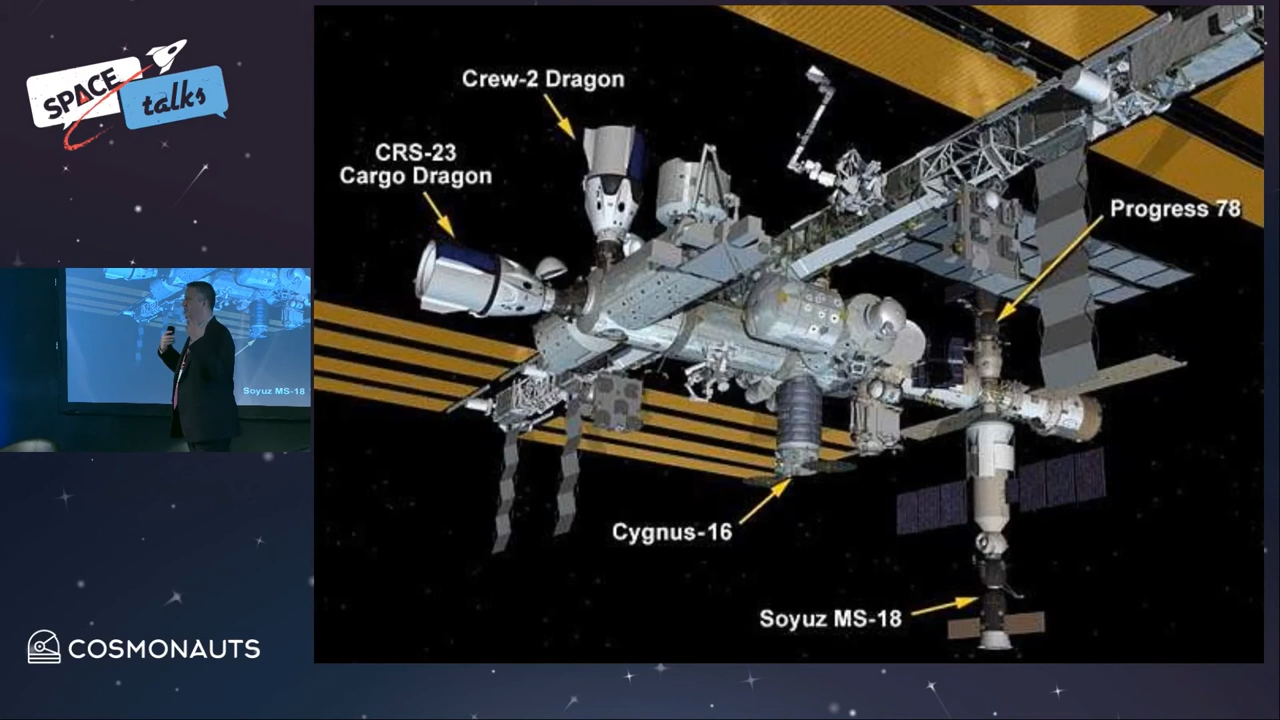 SPACE
talks
Crew-2 Dragon
CRS-23
Cargo Dragon
Progress 78
Soyuz MS-18
Cygnus-16
Soyuz MS-18
COSMONAUTS